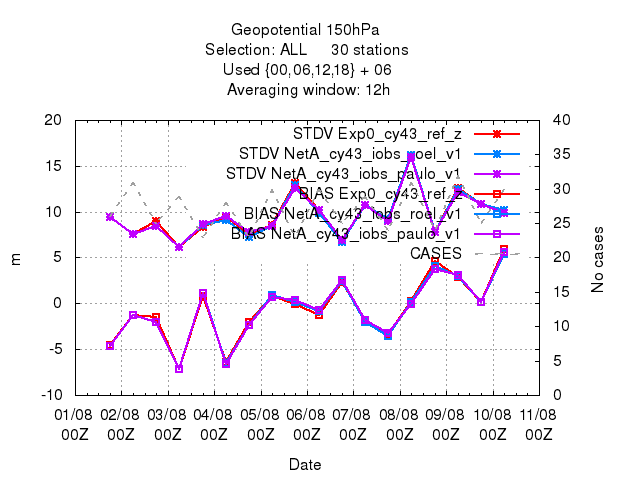 Geopotential 150hPa
Selection: ALL 30 stations
Used {00,06,12,18} + 06
Averaging window: 12h
20
15
10
5
0
-5
-10
m
40
35
30
25
20
15
10
5
0
No cases
STDV Exp0_cy43_ref_z
STDV NetA_cy43_iobs_roel_v1
STDV NetA_cy43_iobs_paulo_v1
BIAS Exp0_cy43_ref_z
BIAS NetA_cy43_iobs_roel_v1
BIAS NetA_cy43_iobs_paulo_v1
CASES
01/08 02/08 03/08 04/08 05/08 06/08 07/08 08/08 09/08 10/08 11/08
00Z 00Z 00Z 00Z 00Z 00Z 00Z 00Z 00Z 00Z 00Z
Date